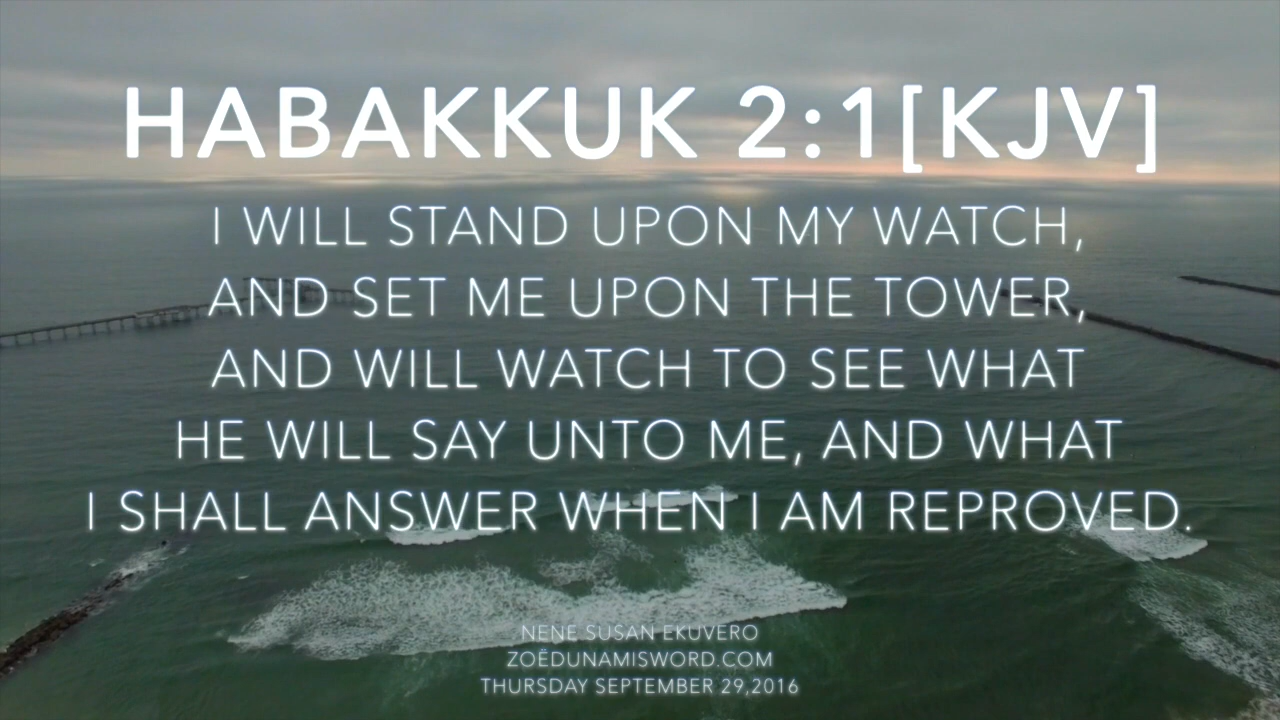 HABAKKUK 2:1[KJV]
I WILL STAND UPON MY WATCH,
AND SET ME UPON THE TOWER,
AND WILL WATCH TO SEE WHAT
HE WILL SAY UNTO ME, AND WHAT
I SHALL ANSWER WHEN I AM REPROVED.
NENE SUSAN EKUVERO
ZOËDUNAMISWORD.COM
THURSDAY SEPTEMBER 29,2016